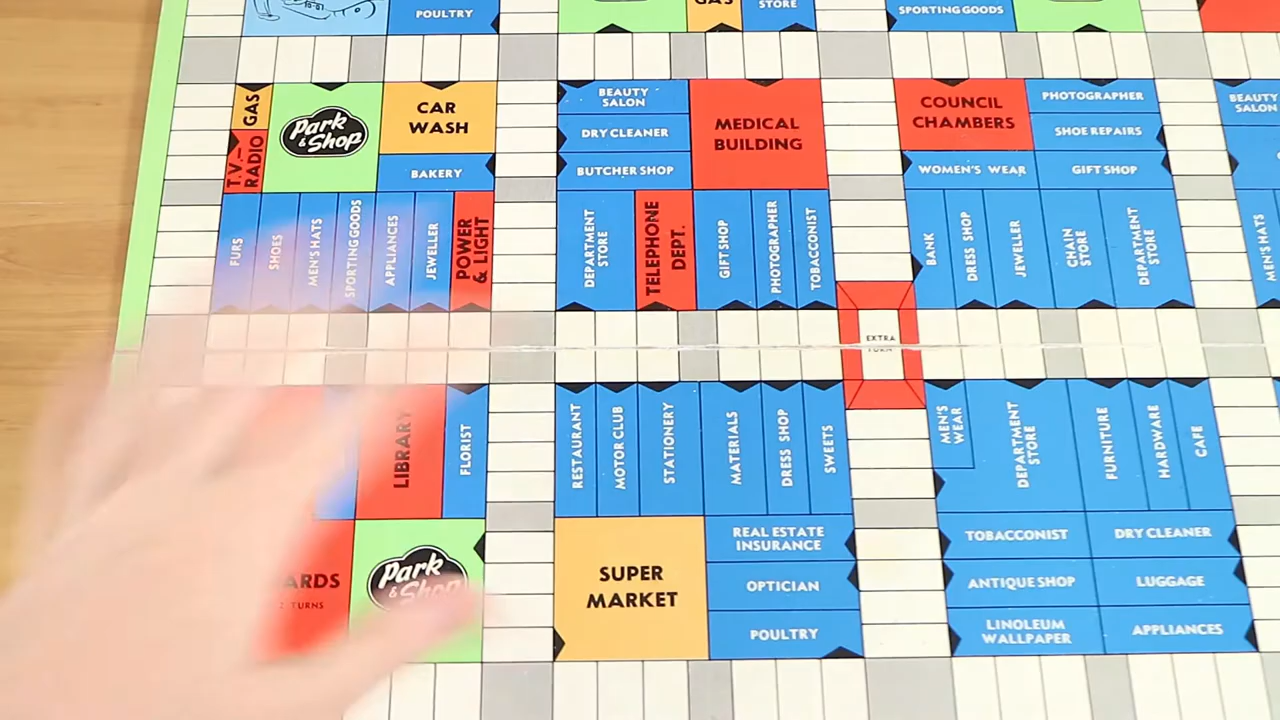 POULTRY
GAS
STORE
SPORTING GOODS
GAS
T.V. –
RADIO
Park
& Shop
CAR
WASH
BAKERY
FURS
SHOES
MEN'S HATS
SPORTING GOODS
APPLIANCES
JEWELLER
POWER
& LIGHT
BEAUTY
SALON
DRY CLEANER
BUTCHER SHOP
MEDICAL
BUILDING
DEPARTMENT
STORE
TELEPHONE
DEPT.
GIFT SHOP
PHOTOGRAPHER
TOBACCONIST
COUNCIL
CHAMBERS
PHOTOGRAPHER
SHOE REPAIRS
WOMEN'S WEAR
GIFT SHOP
BANK
DRESS SHOP
JEWELLER
CHAIN
STORE
DEPARTMENT
STORE
BEAUTY
SALON
MEN'S HATS
EXTRA
TURN
LIBRARY
FLORIST
ARDS
2 TURNS
Park
& Shop
RESTAURANT
MOTOR CLUB
STATIONERY
MATERIALS
DRESS SHOP
SWEETS
SUPER
MARKET
REAL ESTATE
INSURANCE
OPTICIAN
POULTRY
MEN'S
WEAR
DEPARTMENT
STORE
FURNITURE
HARDWARE
CAFE
TOBACCONIST
DRY CLEANER
ANTIQUE SHOP
LUGGAGE
LINOLEUM
WALLPAPER
APPLIANCES